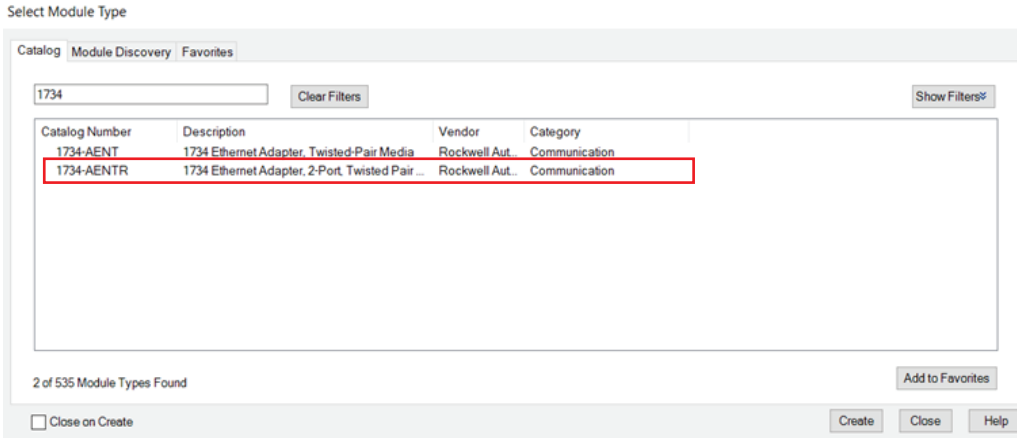 Select Module Type
Catalog Module Discovery Favorites
1734 Clear Filters Show Filters
Catalog Number Description Vendor Category
1734-AENT 1734 Ethernet Adapter, Twisted-Pair Media Rockwell Aut... Communication
1734-AENTR 1734 Ethernet Adapter, 2-Port, Twisted Pair ... Rockwell Aut... Communication
2 of 535 Module Types Found Add to Favorites
Close on Create Create Close Help